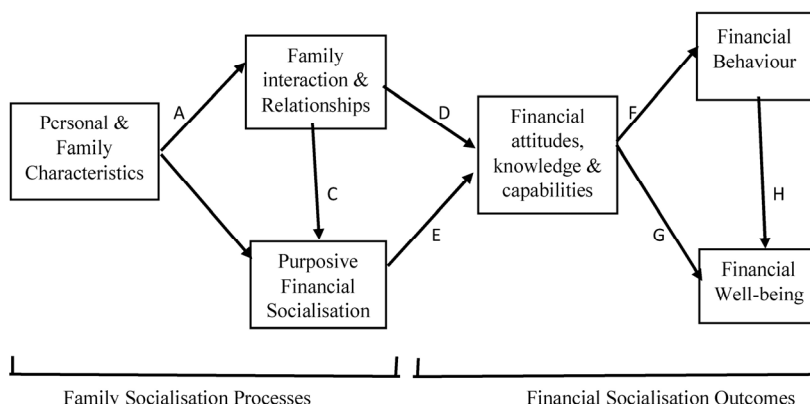 Personal &
Family
Characteristics
A
Family
interaction &
Relationships
C
Purposive
Financial
Socialisation
D
E
Financial
attitudes,
knowledge &
capabilities
F
G
Financial
Behaviour
H
Financial
Well-being
Family Socialisation Processes
Financial Socialisation Outcomes